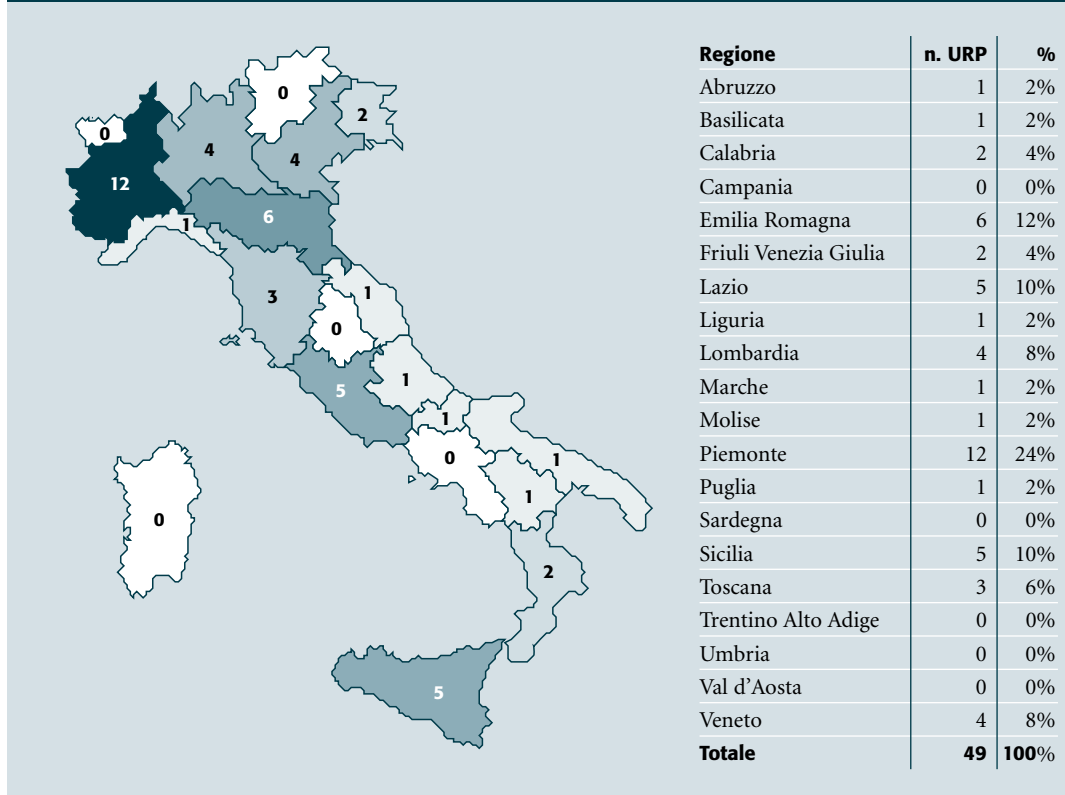 0
0
2
4
4
12
6
1
3
1
0
5
1
1
0
1
1
0
2
5
Regione n. URP %
Abruzzo 1 2%
Basilicata 1 2%
Calabria 2 4%
Campania 0 0%
Emilia Romagna 6 12%
Friuli Venezia Giulia 2 4%
Lazio 5 10%
Liguria 1 2%
Lombardia 4 8%
Marche 1 2%
Molise 1 2%
Piemonte 12 24%
Puglia 1 2%
Sardegna 0 0%
Sicilia 5 10%
Toscana 3 6%
Trentino Alto Adige 0 0%
Umbria 0 0%
Val d’Aosta 0 0%
Veneto 4 8%
Totale 49 100%